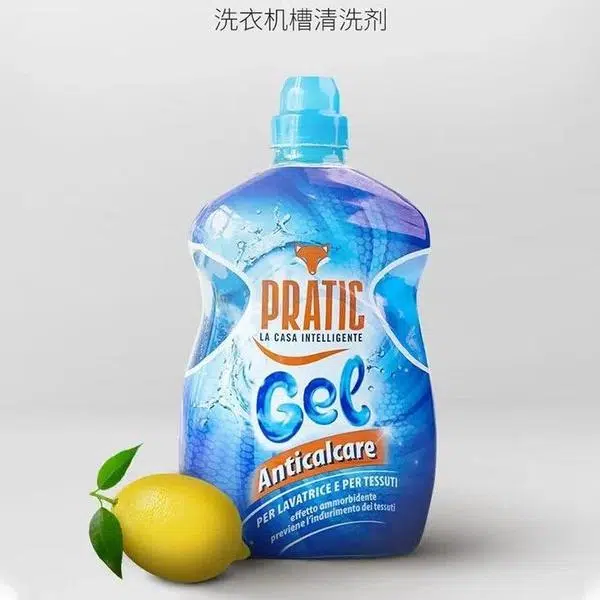 洗衣机槽清洗剂
PRATIC
LA CASA INTELLIGENTE
Gel
Anticalcare
PER LAVATRICE E PER TESSUTI
effetto ammorbidente
previene l'indurimento dei tessuti